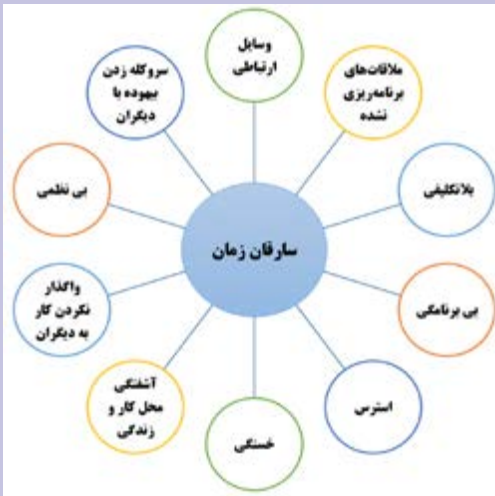 سارقان زمان
وسایل
ارتباطی
ملاقات‌های
برنامه‌ریزی
نشده
بلاتکلیفی
بی برنامگی
استرس
خستگی
آشفتگی
محل کار و
زندگی
واگذار
نکردن کار
به دیگران
بی نظمی
سروکله زدن
بیهوده با
دیگران